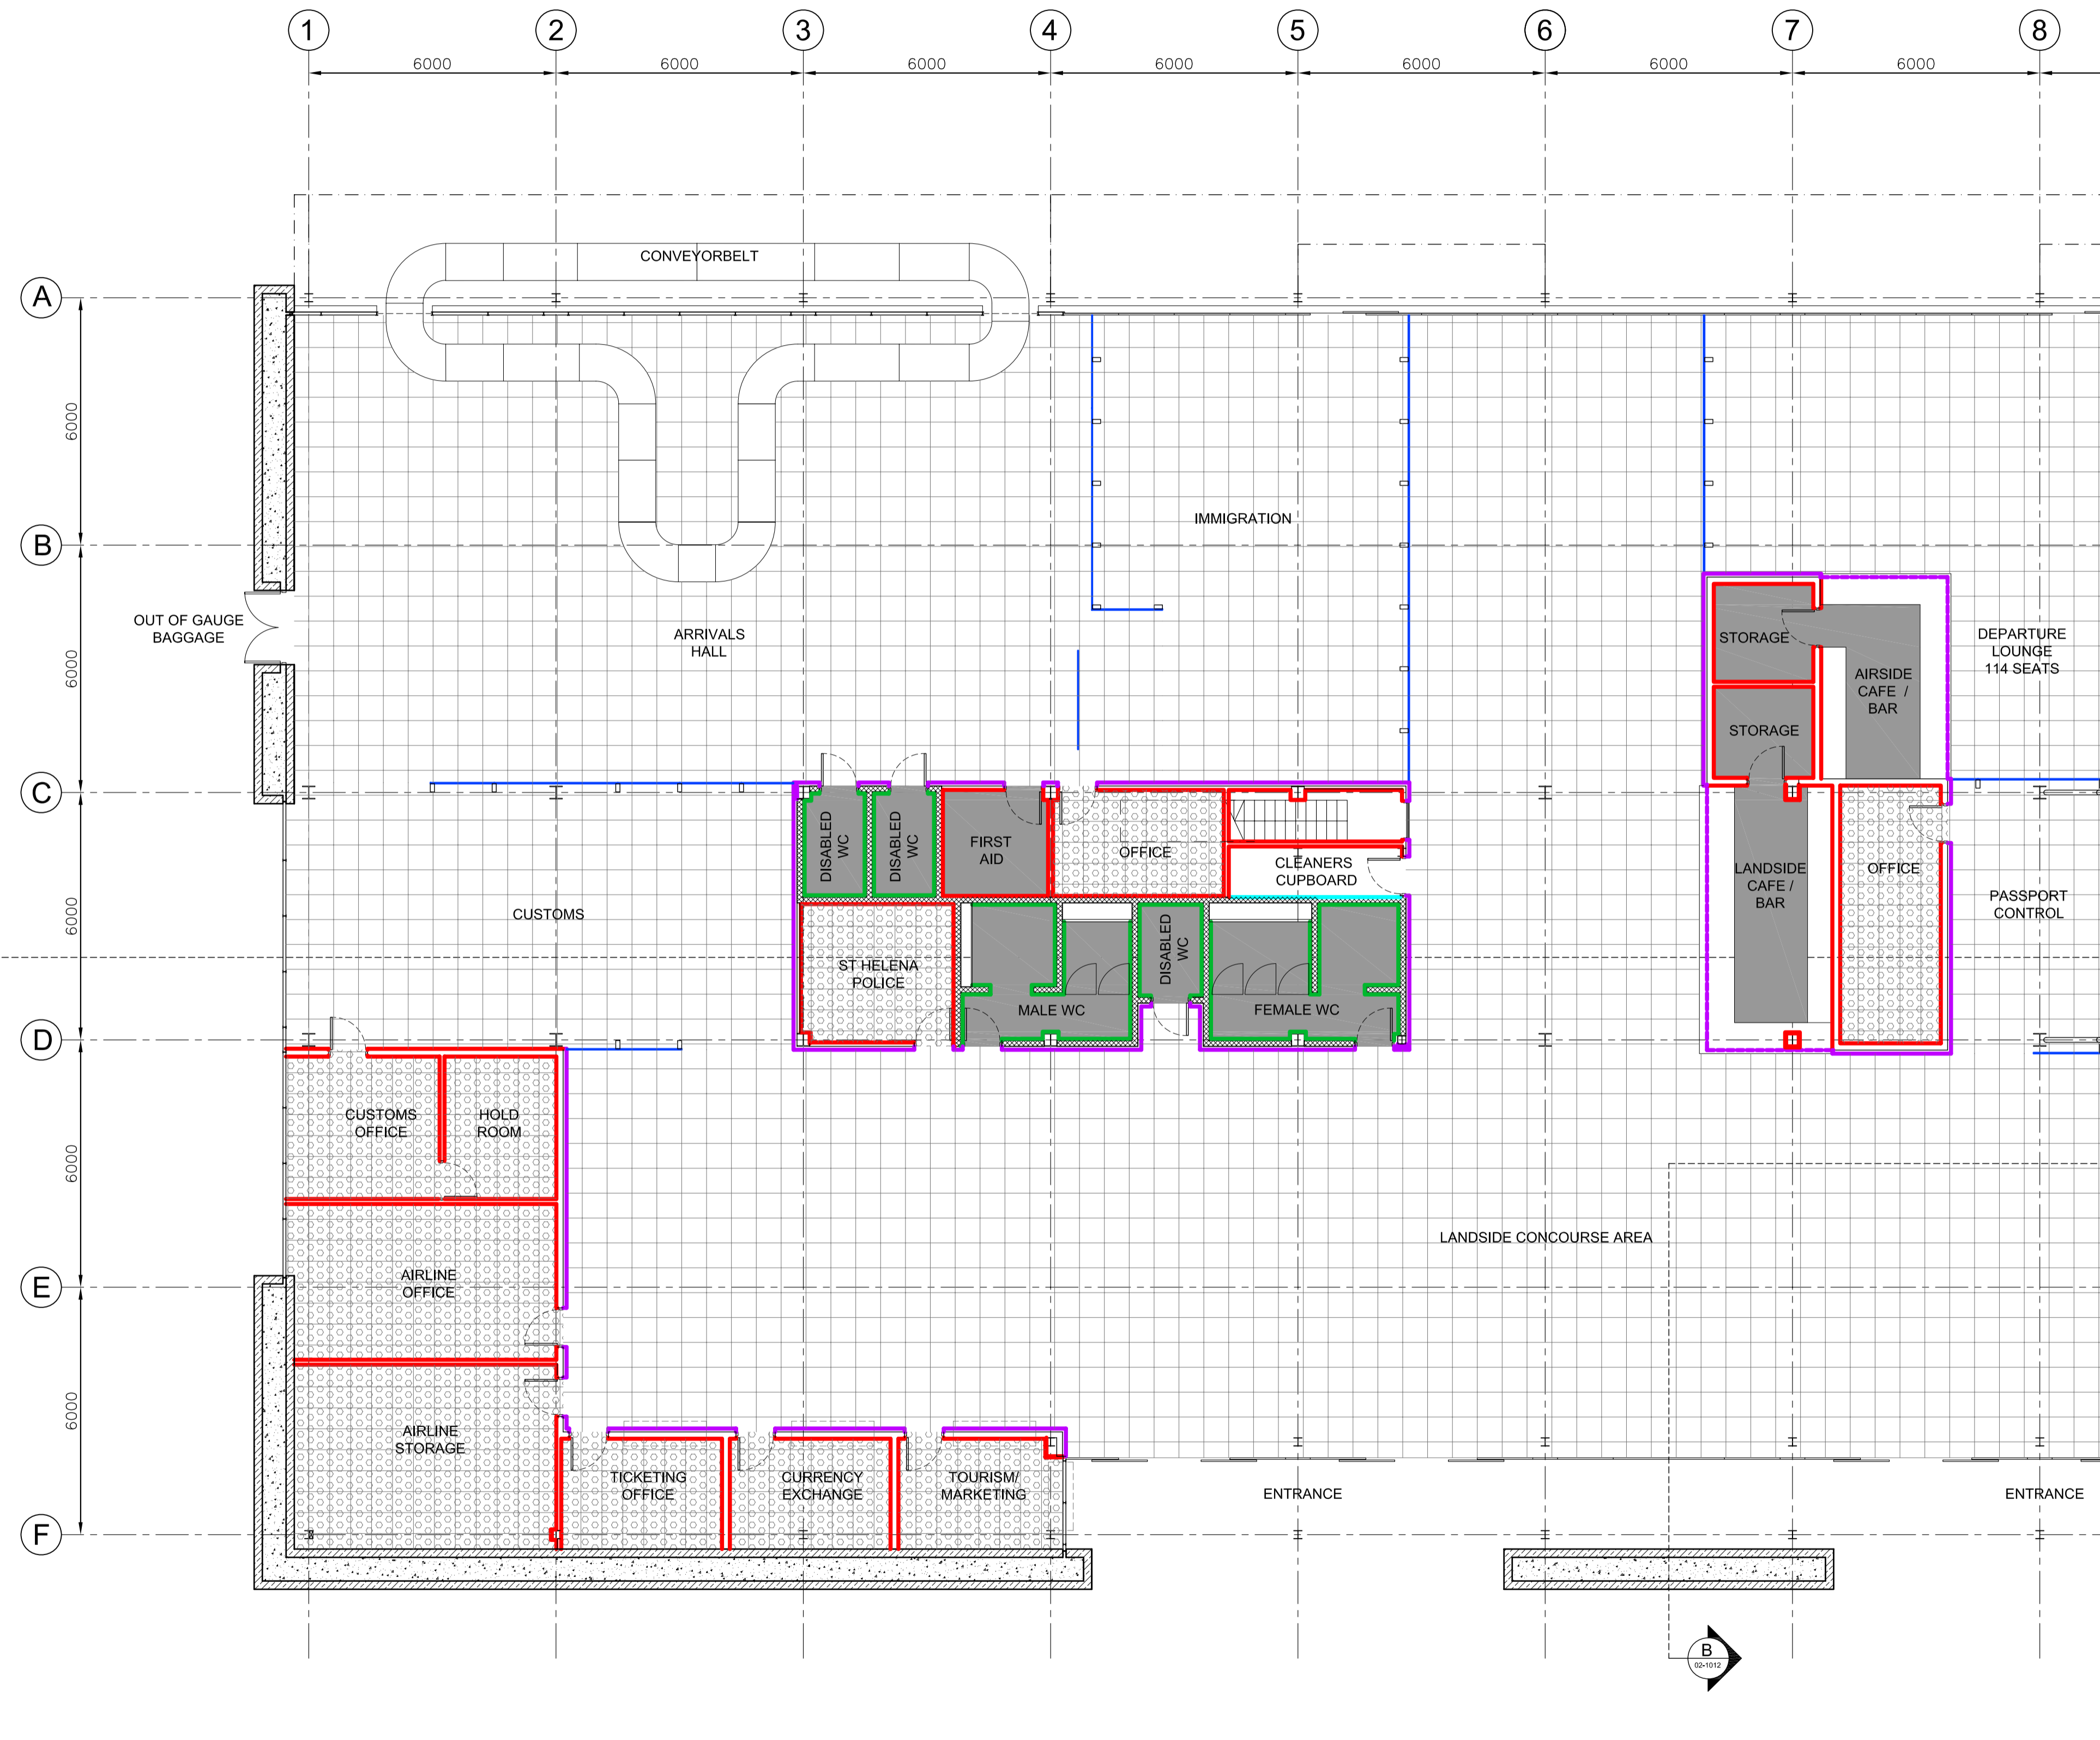 1 2 3 4 5 6 7 8
6000 6000 6000 6000 6000 6000 6000
CONVEYORBELT
A
6000
IMMIGRATION
B
OUT OF GAUGE
BAGGAGE
ARRIVALS
HALL
6000
STORAGE
DEPARTURE
LOUNGE
114 SEATS
AIRSIDE
CAFE /
BAR
STORAGE
C
DISABLED
WC
DISABLED
WC
FIRST
AID
OFFICE
CLEANERS
CUPBOARD
LANDSIDE
CAFE /
BAR
OFFICE
PASSPORT
CONTROL
6000
CUSTOMS
ST HELENA
POLICE
DISABLED
WC
MALE WC
FEMALE WC
D
CUSTOMS
OFFICE
HOLD
ROOM
6000
LANDSIDE CONCOURSE AREA
AIRLINE
OFFICE
E
6000
AIRLINE
STORAGE
TICKETING
OFFICE
CURRENCY
EXCHANGE
TOURISM/
MARKETING
ENTRANCE
ENTRANCE
F
B
02-1012